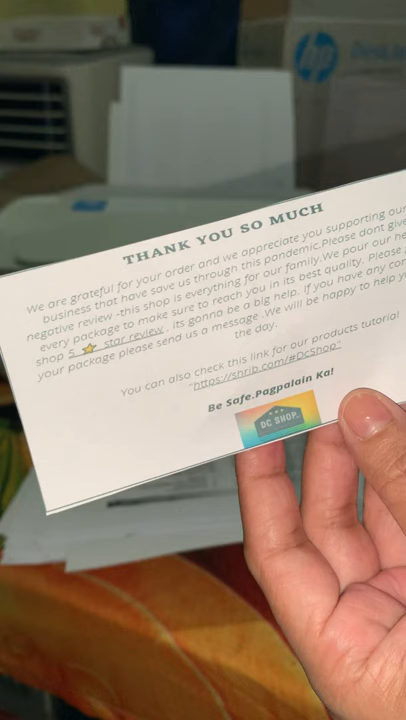 hp
THANK YOU SO MUCH
We are grateful for your order and we appreciate you supporting our
business that have save us through this pandemic.Please dont give
negative review -this shop is everything for our family.We pour our he
every package to make sure to reach you in its best quality. Please
shop 5 ⭐ star review , its gonna be a big help. If you have any con
your package please send us a message .We will be happy to help yo
the day.
You can also check this link for our products tutorial
"https://shrib.com/#DcShop"
Be Safe.Pagpalain Ka!
DC SHOP.